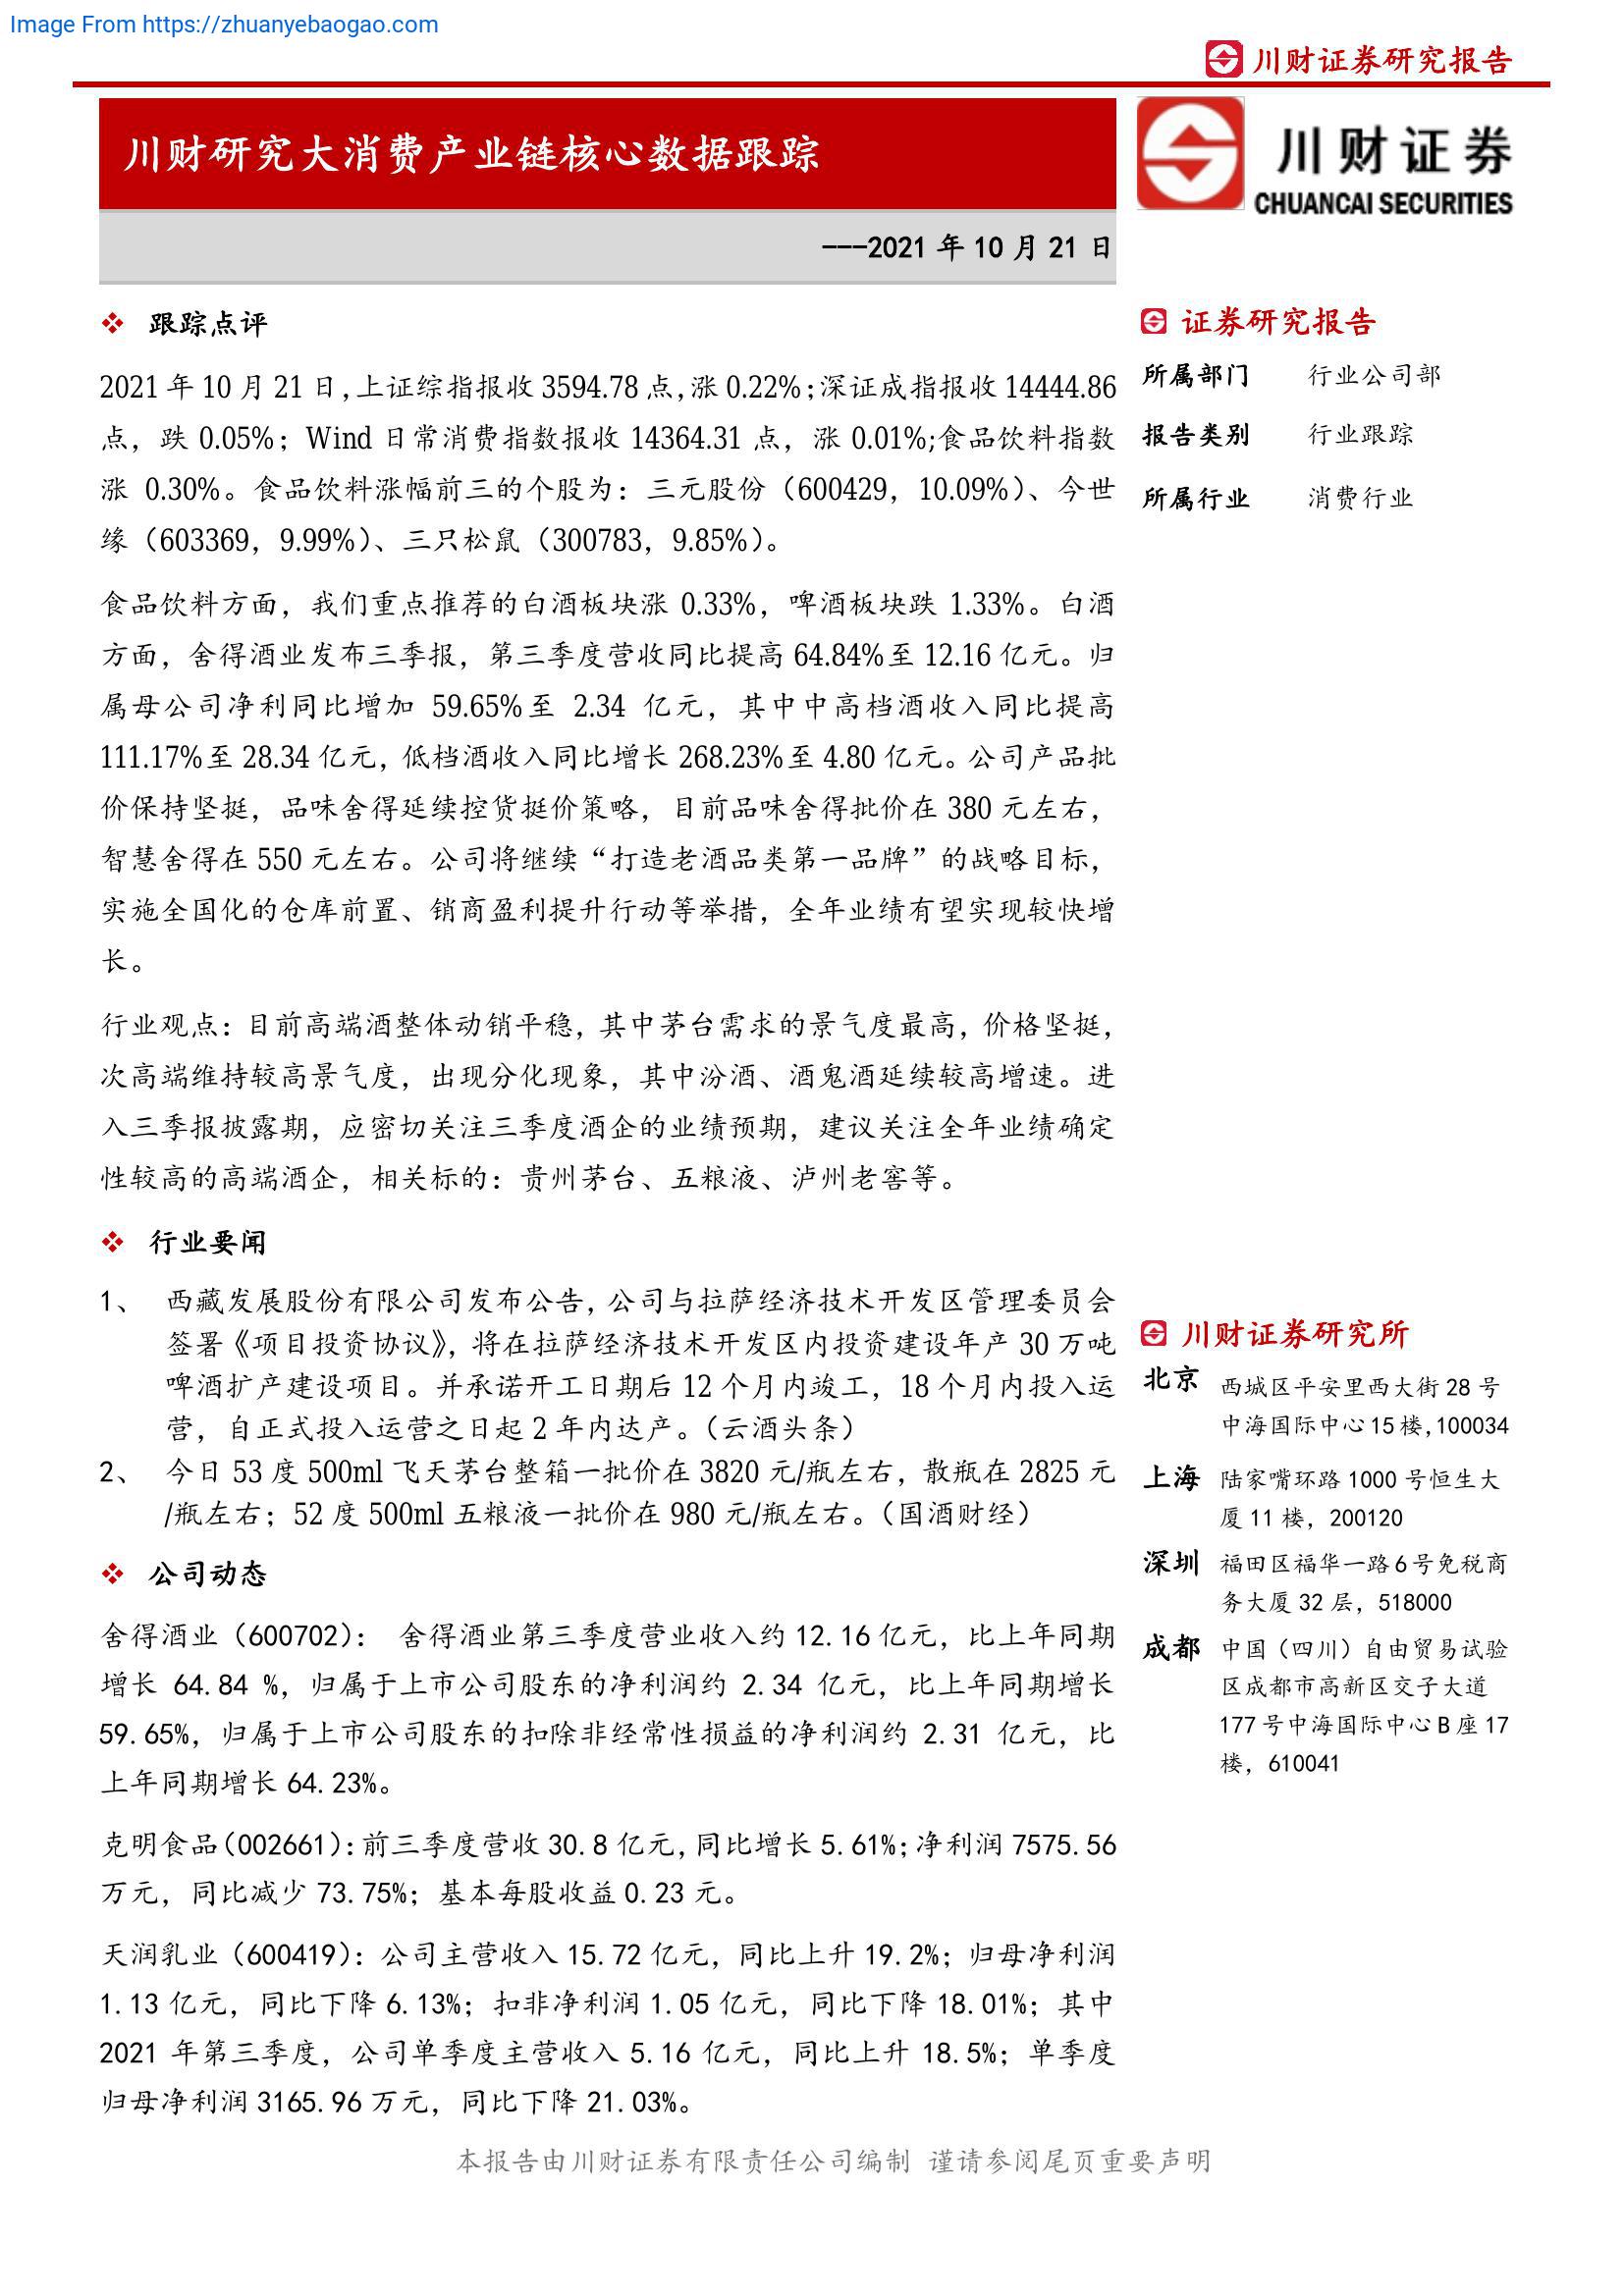 Image From https://zhuanyebaogao.com
川财证券研究报告
川财研究大消费产业链核心数据跟踪
川财证券
CHUANCAI SECURITIES
---2021 年 10 月 21 日
❖ 跟踪点评
2021 年 10 月 21 日，上证综指报收 3594.78 点，涨 0.22%；深证成指报收 14444.86
点，跌 0.05%；Wind 日常消费指数报收 14364.31 点，涨 0.01%;食品饮料指数
涨 0.30%。食品饮料涨幅前三的个股为：三元股份（600429，10.09%）、今世
缘（603369，9.99%）、三只松鼠（300783，9.85%）。
食品饮料方面，我们重点推荐的白酒板块涨 0.33%，啤酒板块跌 1.33%。白酒
方面，舍得酒业发布三季报，第三季度营收同比提高 64.84%至 12.16 亿元。归
属母公司净利同比增加 59.65%至 2.34 亿元，其中中高档酒收入同比提高
111.17%至 28.34 亿元，低档酒收入同比增长 268.23%至 4.80 亿元。公司产品批
价保持坚挺，品味舍得延续控货挺价策略，目前品味舍得批价在 380 元左右，
智慧舍得在 550 元左右。公司将继续“打造老酒品类第一品牌”的战略目标，
实施全国化的仓库前置、销商盈利提升行动等举措，全年业绩有望实现较快增
长。
行业观点：目前高端酒整体动销平稳，其中茅台需求的景气度最高，价格坚挺，
次高端维持较高景气度，出现分化现象，其中汾酒、酒鬼酒延续较高增速。进
入三季报披露期，应密切关注三季度酒企的业绩预期，建议关注全年业绩确定
性较高的高端酒企，相关标的：贵州茅台、五粮液、泸州老窖等。
❖ 行业要闻
1、 西藏发展股份有限公司发布公告，公司与拉萨经济技术开发区管理委员会
签署《项目投资协议》，将在拉萨经济技术开发区内投资建设年产 30 万吨
啤酒扩产建设项目。并承诺开工日期后 12 个月内竣工，18 个月内投入运
营，自正式投入运营之日起 2 年内达产。（云酒头条）
2、 今日 53 度 500ml 飞天茅台整箱一批价在 3820 元/瓶左右，散瓶在 2825 元
/瓶左右；52 度 500ml 五粮液一批价在 980 元/瓶左右。（国酒财经）
❖ 公司动态
舍得酒业（600702）： 舍得酒业第三季度营业收入约 12.16 亿元，比上年同期
增长 64.84 %，归属于上市公司股东的净利润约 2.34 亿元，比上年同期增长
59.65%，归属于上市公司股东的扣除非经常性损益的净利润约 2.31 亿元，比
上年同期增长 64.23%。
克明食品（002661）：前三季度营收 30.8 亿元，同比增长 5.61%；净利润 7575.56
万元，同比减少 73.75%；基本每股收益 0.23 元。
天润乳业（600419）：公司主营收入 15.72 亿元，同比上升 19.2%；归母净利润
1.13 亿元，同比下降 6.13%；扣非净利润 1.05 亿元，同比下降 18.01%；其中
2021 年第三季度，公司单季度主营收入 5.16 亿元，同比上升 18.5%；单季度
归母净利润 3165.96 万元，同比下降 21.03%。
证券研究报告
所属部门 行业公司部
报告类别 行业跟踪
所属行业 消费行业
川财证券研究所
北京 西城区平安里西大街 28 号
中海国际中心 15 楼，100034
上海 陆家嘴环路 1000 号恒生大
厦 11 楼，200120
深圳 福田区福华一路 6 号免税商
务大厦 32 层，518000
成都 中国（四川）自由贸易试验
区成都市高新区交子大道
177 号中海国际中心 B 座 17
楼，610041
本报告由川财证券有限责任公司编制 谨请参阅尾页重要声明